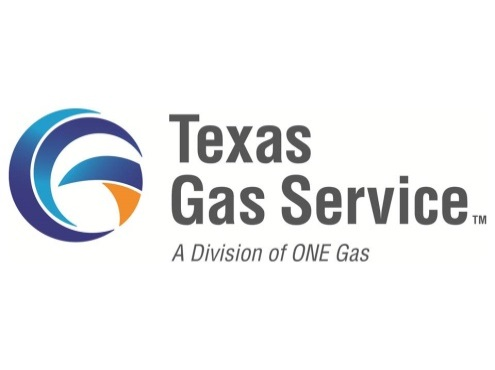 Texas
Gas Service™
A Division of ONE Gas